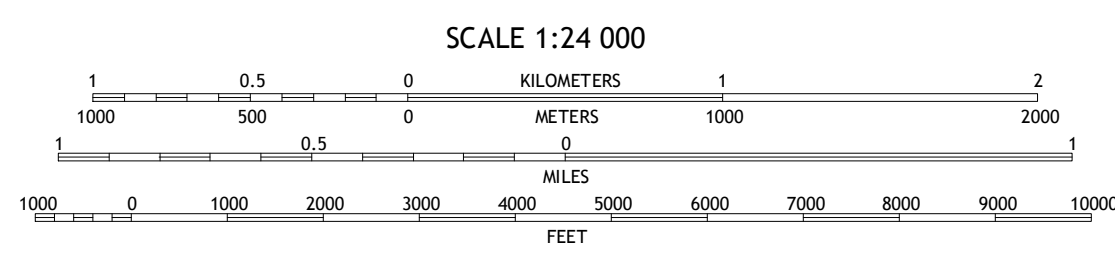 SCALE 1:24 000
1 0.5 0 KILOMETERS 1 2
1000 500 0 METERS 1000 2000
1 0.5 0 1
MILES
1000 0 1000 2000 3000 4000 5000 6000 7000 8000 9000 10000
FEET